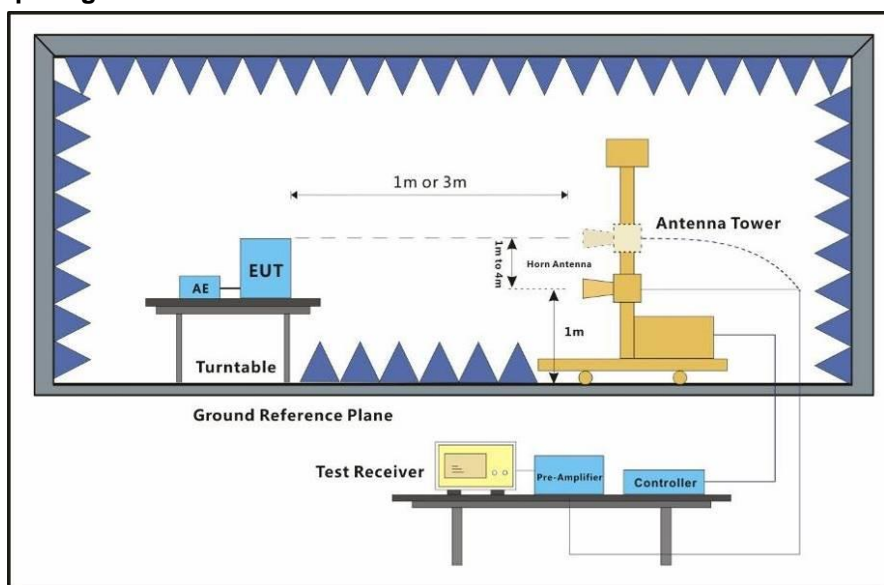 1m or 3m
Antenna Tower
1m to 4m
Horn Antenna
EUT
AE
1m
Turntable
Ground Reference Plane
Test Receiver
Pre-Amplifier
Controller